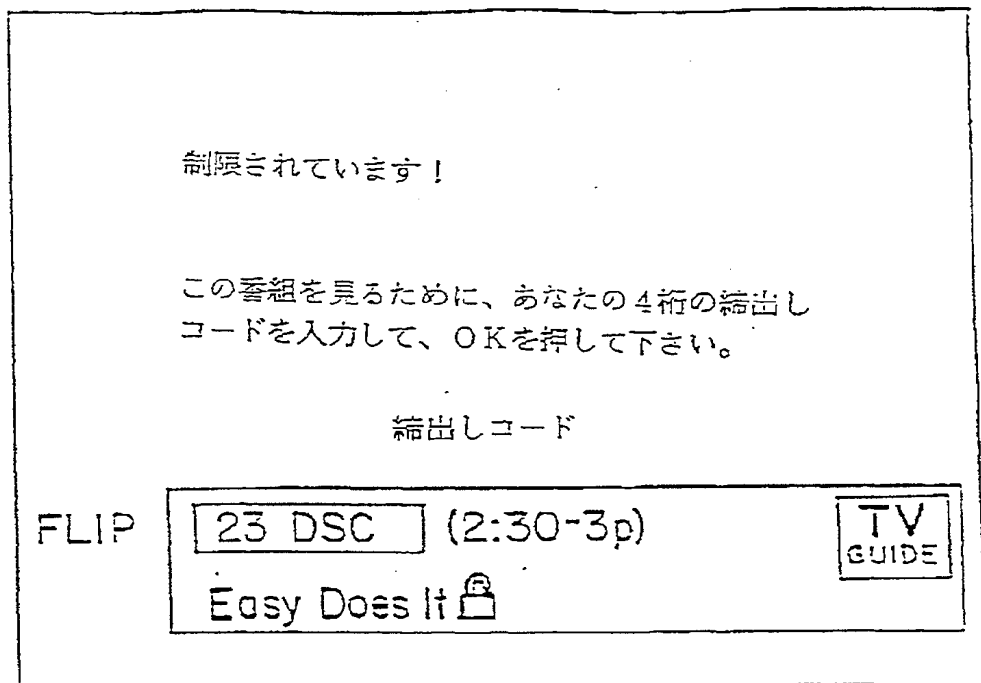 制限されています!
この番組を見るために、あなたの4桁の締出し
コードを入力して、OKを押して下さい。
締出しコード
FLIP
23 DSC (2:30-3p)
TV
GUIDE
Easy Does It